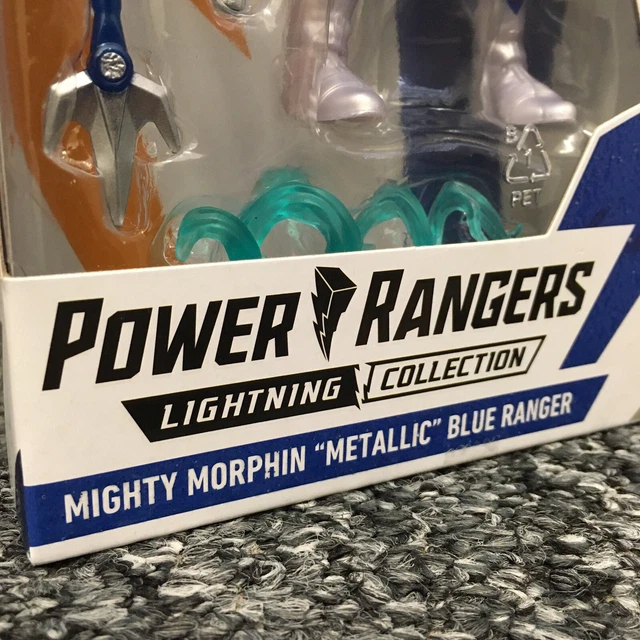 PET
POWER RANGERS
LIGHTNING COLLECTION
MIGHTY MORPHIN “METALLIC” BLUE RANGER